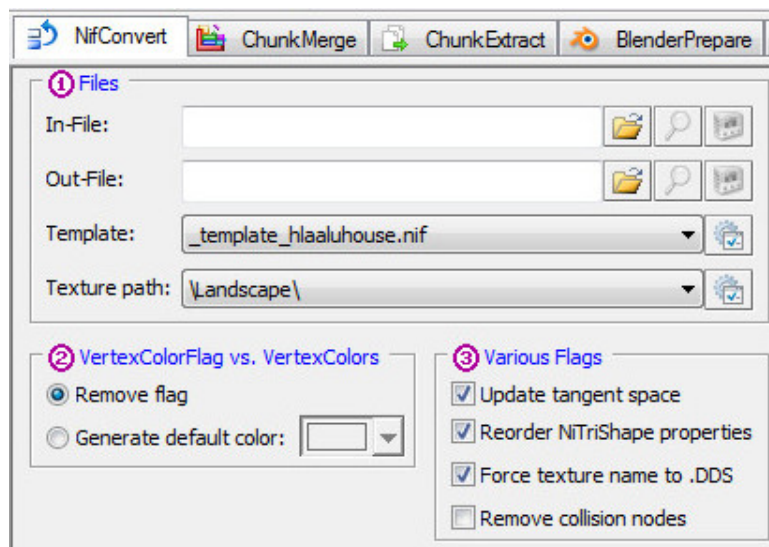 NifConvert ChunkMerge ChunkExtract BlenderPrepare
1 Files
In-File:
Out-File:
Template: _template_hlaaluhouse.nif
Texture path: \Landscape\
2 VertexColorFlag vs. VertexColors
Remove flag
Generate default color:
3 Various Flags
Update tangent space
Reorder NiTriShape properties
Force texture name to .DDS
Remove collision nodes